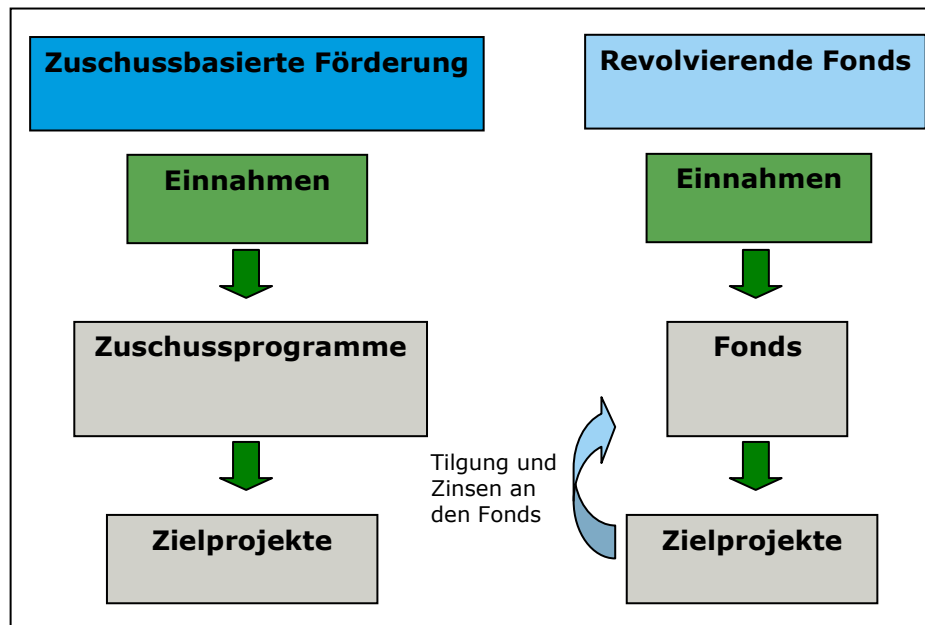 Zuschussbasierte Förderung
Einnahmen
Zuschussprogramme
Zielprojekte
Revolvierende Fonds
Einnahmen
Fonds
Tilgung und
Zinsen an
den Fonds
Zielprojekte